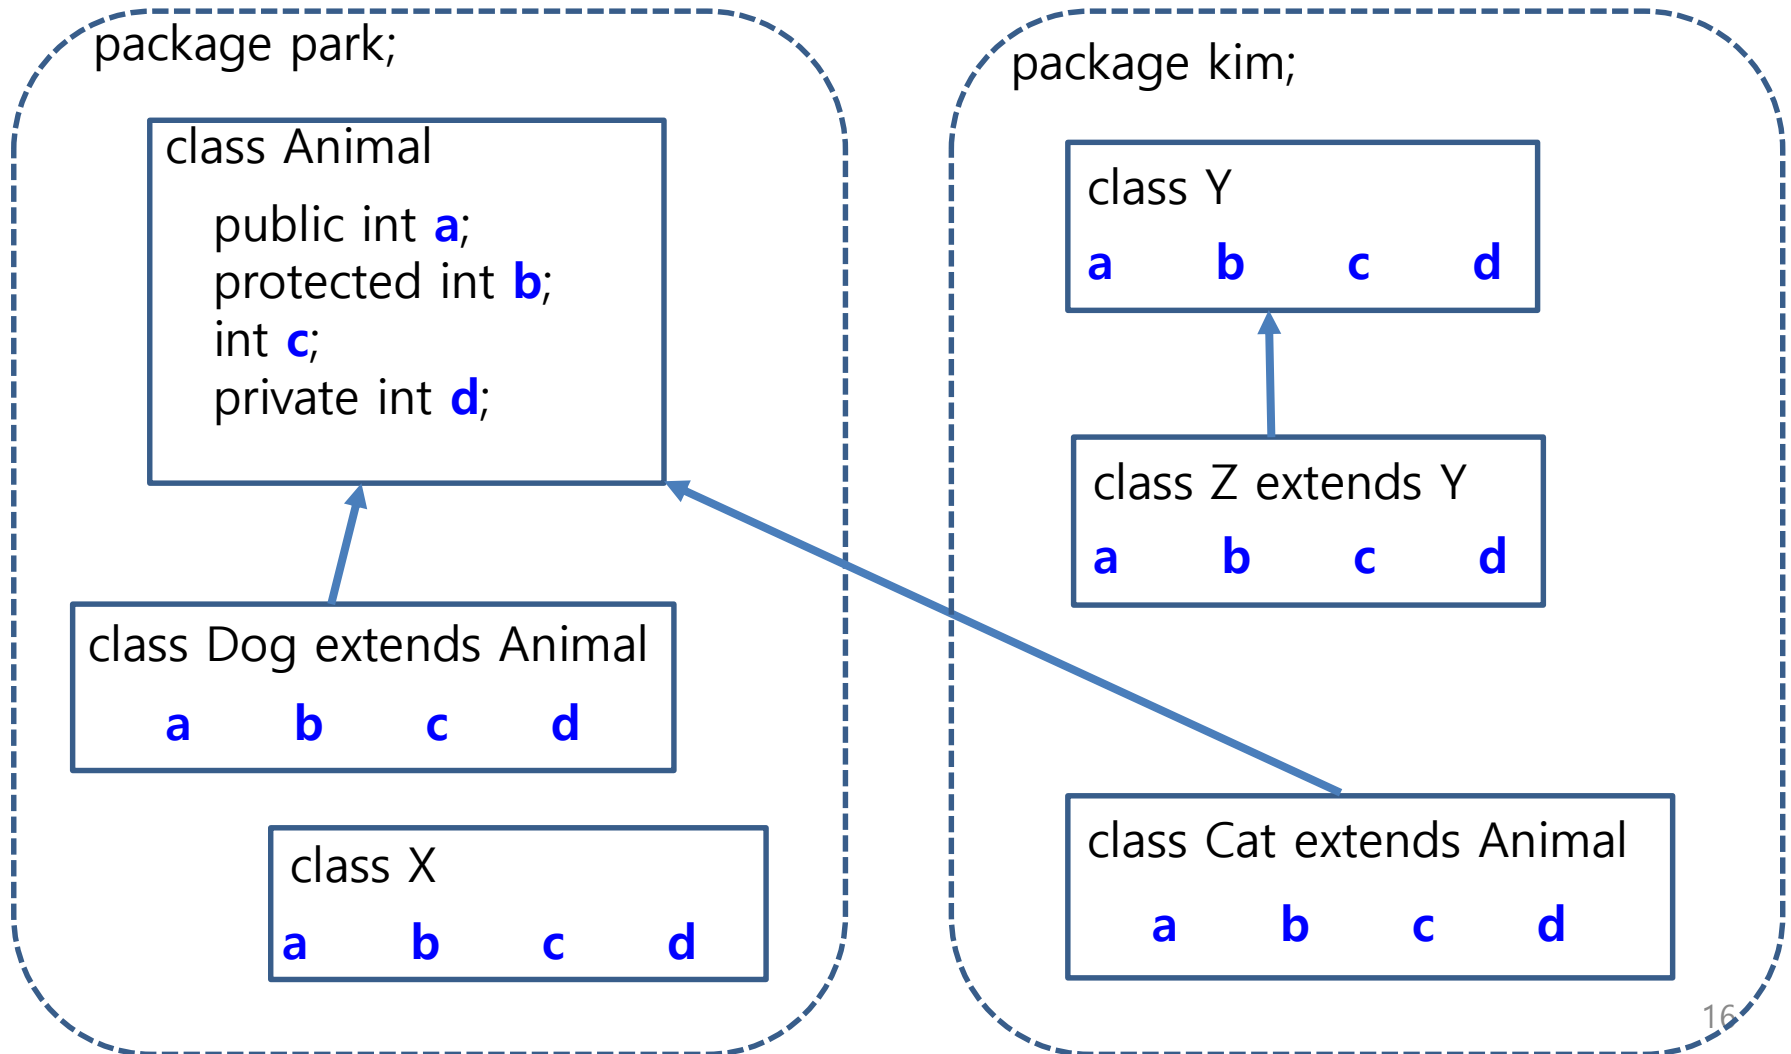 package park;
class Animal
public int a;
protected int b;
int c;
private int d;
class Dog extends Animal
a b c d
class X
a b c d
package kim;
class Y
a b c d
class Z extends Y
a b c d
class Cat extends Animal
a b c d
16